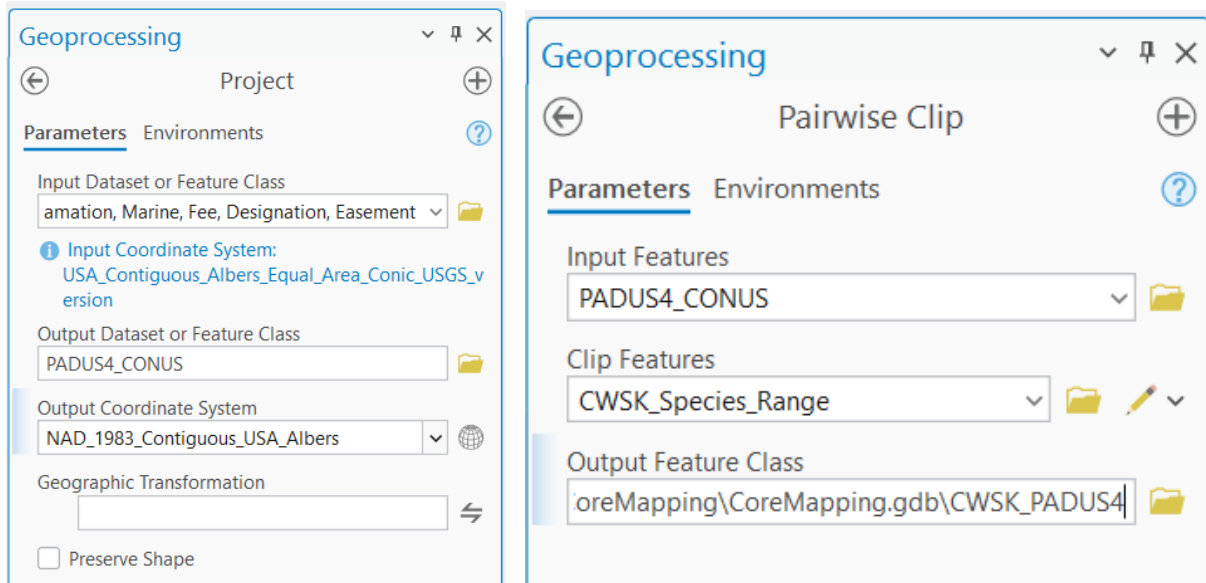 Geoprocessing
Project
Parameters Environments
Input Dataset or Feature Class
amation, Marine, Fee, Designation, Easement
Input Coordinate System:
USA_Contiguous_Albers_Equal_Area_Conic_USGS_v
ersion
Output Dataset or Feature Class
PADUS4_CONUS
Output Coordinate System
NAD_1983_Contiguous_USA_Albers
Geographic Transformation
Preserve Shape
Geoprocessing
Pairwise Clip
Parameters Environments
Input Features
PADUS4_CONUS
Clip Features
CWSK_Species_Range
Output Feature Class
oreMapping\CoreMapping.gdb\CWSK_PADUS4